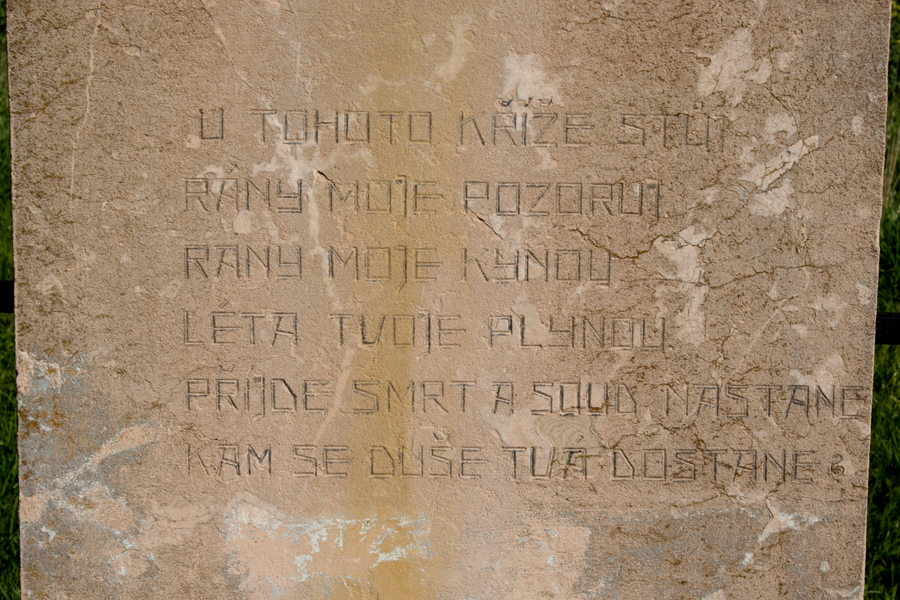 U TOHOTO KŘÍŽE STŮJ
RÁNY MOJE POZORUJ
RANY MOJE KYNOU
LÉTA TVOJE PLYNOU
PŘIJDE SMRT A SOUD NASTANE
KAM SE DUŠE TVÁ DOSTANE?